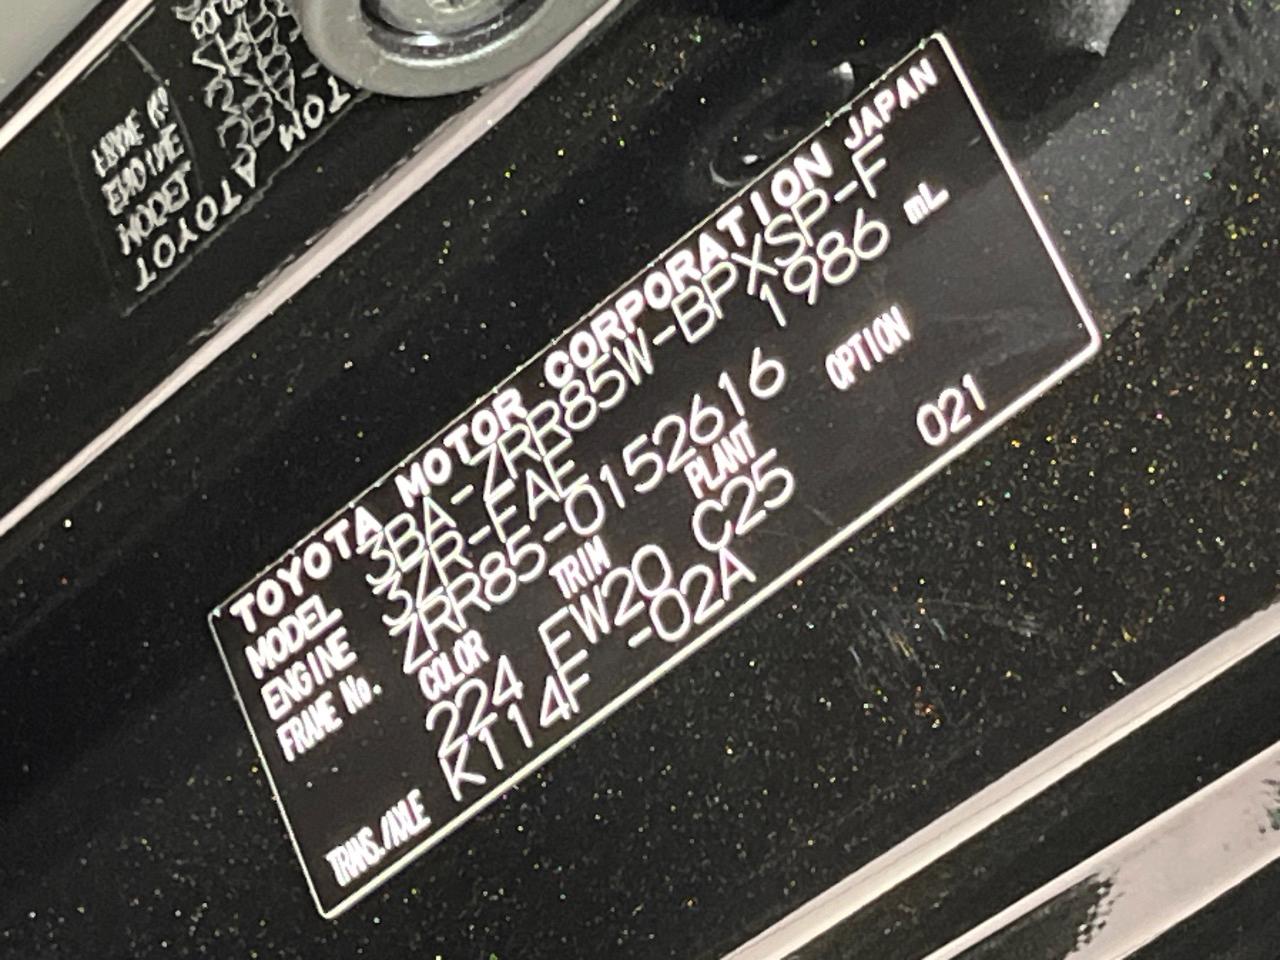 TOYOTA MOTOR CORPORATION JAPAN
MODEL 3BA-ZRR85W-BPXSP-F
ENGINE 3ZR-FAE 1986 mL
FRAME No. ZRR85-0152616
COLOR TRIM PLANT OPTION
224 FW20 C25 021
TRANS./AXLE K114F -02A